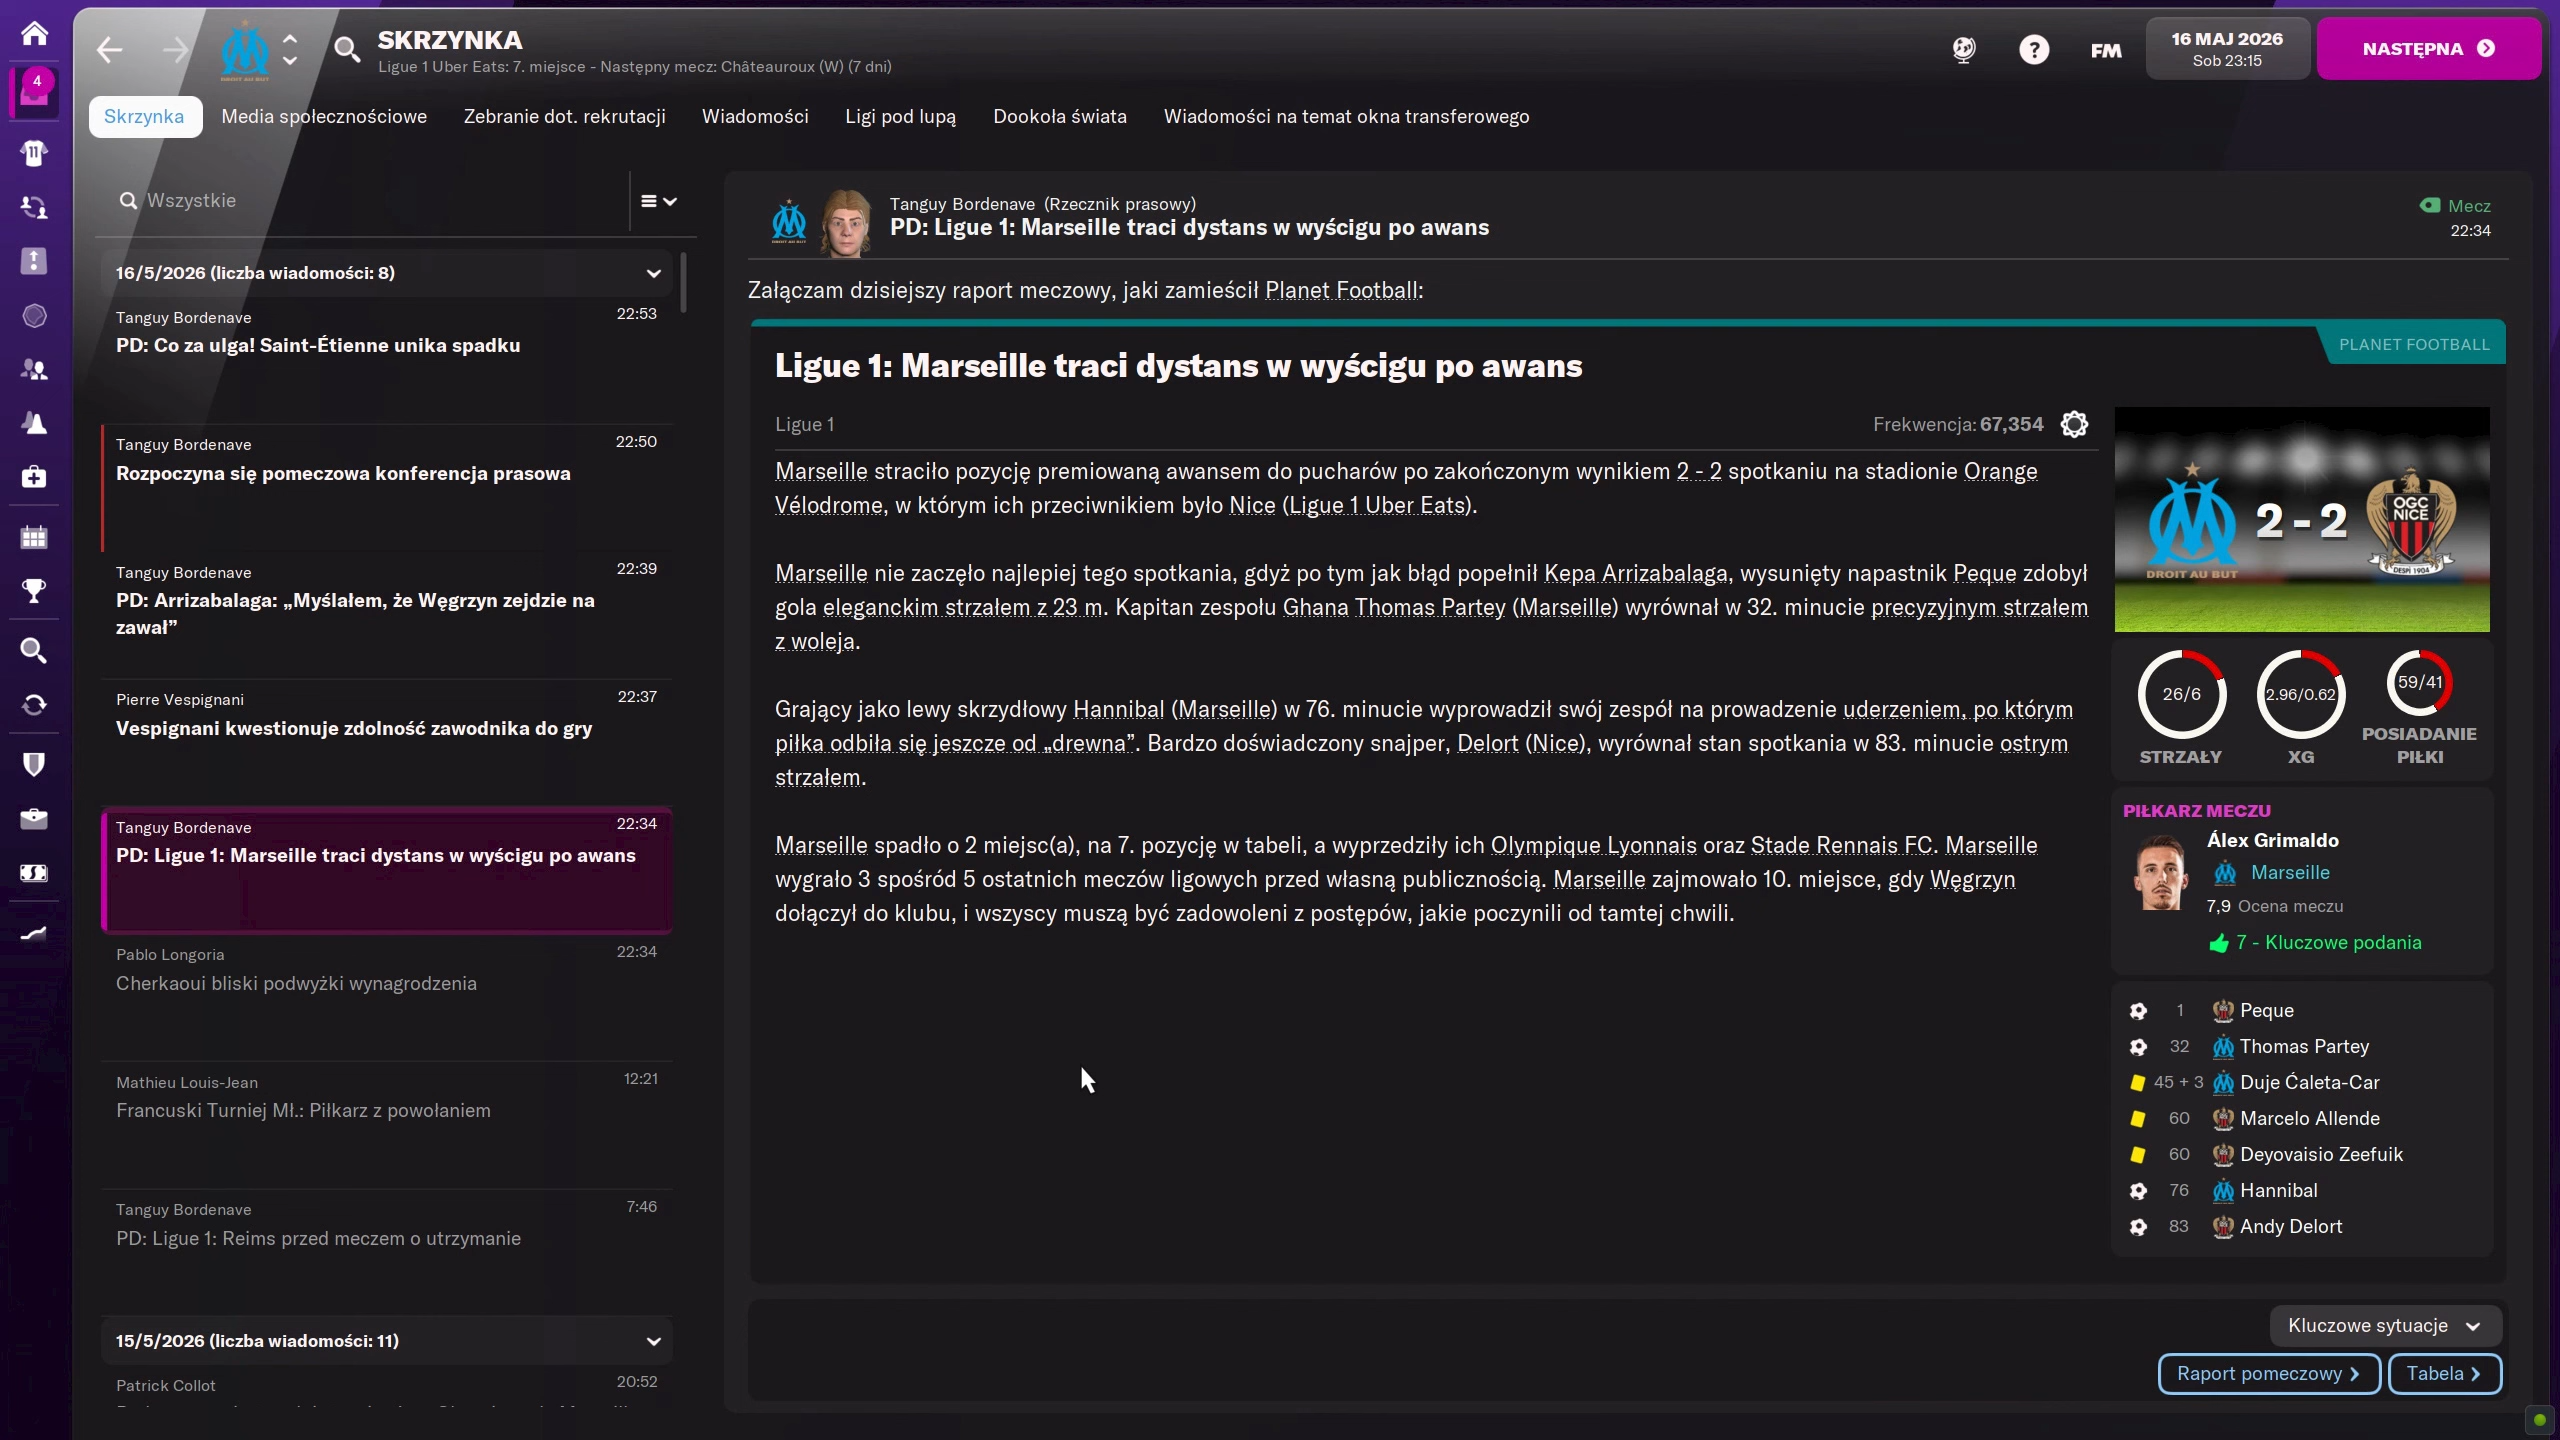 4
SKRZYNKA
Ligue 1 Uber Eats: 7. miejsce - Następny mecz: Châteauroux (W) (7 dni)
FM
16 MAJ 2026
Sob 23:15
NASTĘPNA
Skrzynka
Media społecznościowe
Zebranie dot. rekrutacji
Wiadomości
Ligi pod lupą
Dookoła świata
Wiadomości na temat okna transferowego
Wszystkie
16/5/2026 (liczba wiadomości: 8)
Tanguy Bordenave 22:53
PD: Co za ulga! Saint-Étienne unika spadku
Tanguy Bordenave 22:50
Rozpoczyna się pomeczowa konferencja prasowa
Tanguy Bordenave 22:39
PD: Arrizabalaga: „Myślałem, że Węgrzyn zejdzie na
zawał”
Pierre Vespignani 22:37
Vespignani kwestionuje zdolność zawodnika do gry
Tanguy Bordenave 22:34
PD: Ligue 1: Marseille traci dystans w wyścigu po awans
Pablo Longoria 22:34
Cherkaoui bliski podwyżki wynagrodzenia
Mathieu Louis-Jean 12:21
Francuski Turniej Mł.: Piłkarz z powołaniem
Tanguy Bordenave 7:46
PD: Ligue 1: Reims przed meczem o utrzymanie
15/5/2026 (liczba wiadomości: 11)
Patrick Collot 20:52
Tanguy Bordenave (Rzecznik prasowy)
PD: Ligue 1: Marseille traci dystans w wyścigu po awans
Mecz
22:34
Załączam dzisiejszy raport meczowy, jaki zamieścił Planet Football:
PLANET FOOTBALL
Ligue 1: Marseille traci dystans w wyścigu po awans
Ligue 1
Frekwencja: 67,354
Marseille straciło pozycję premiowaną awansem do pucharów po zakończonym wynikiem 2 - 2 spotkaniu na stadionie Orange
Vélodrome, w którym ich przeciwnikiem było Nice (Ligue 1 Uber Eats).
Marseille nie zaczęło najlepiej tego spotkania, gdyż po tym jak błąd popełnił Kepa Arrizabalaga, wysunięty napastnik Peque zdobył
gola eleganckim strzałem z 23 m. Kapitan zespołu Ghana Thomas Partey (Marseille) wyrównał w 32. minucie precyzyjnym strzałem
z woleja.
Grający jako lewy skrzydłowy Hannibal (Marseille) w 76. minucie wyprowadził swój zespół na prowadzenie uderzeniem, po którym
piłka odbiła się jeszcze od „drewna”. Bardzo doświadczony snajper, Delort (Nice), wyrównał stan spotkania w 83. minucie ostrym
strzałem.
Marseille spadło o 2 miejsc(a), na 7. pozycję w tabeli, a wyprzedziły ich Olympique Lyonnais oraz Stade Rennais FC. Marseille
wygrało 3 spośród 5 ostatnich meczów ligowych przed własną publicznością. Marseille zajmowało 10. miejsce, gdy Węgrzyn
dołączył do klubu, i wszyscy muszą być zadowoleni z postępów, jakie poczynili od tamtej chwili.
DROIT AU BUT
2 - 2
OGC
NICE
26/6
STRZAŁY
2.96/0.62
XG
59/41
POSIADANIE
PIŁKI
PIŁKARZ MECZU
Álex Grimaldo
Marseille
7,9 Ocena meczu
7 - Kluczowe podania
1 Peque
32 Thomas Partey
45 + 3 Duje Ćaleta-Car
60 Marcelo Allende
60 Deyovaisio Zeefuik
76 Hannibal
83 Andy Delort
Kluczowe sytuacje
Raport pomeczowy
Tabela